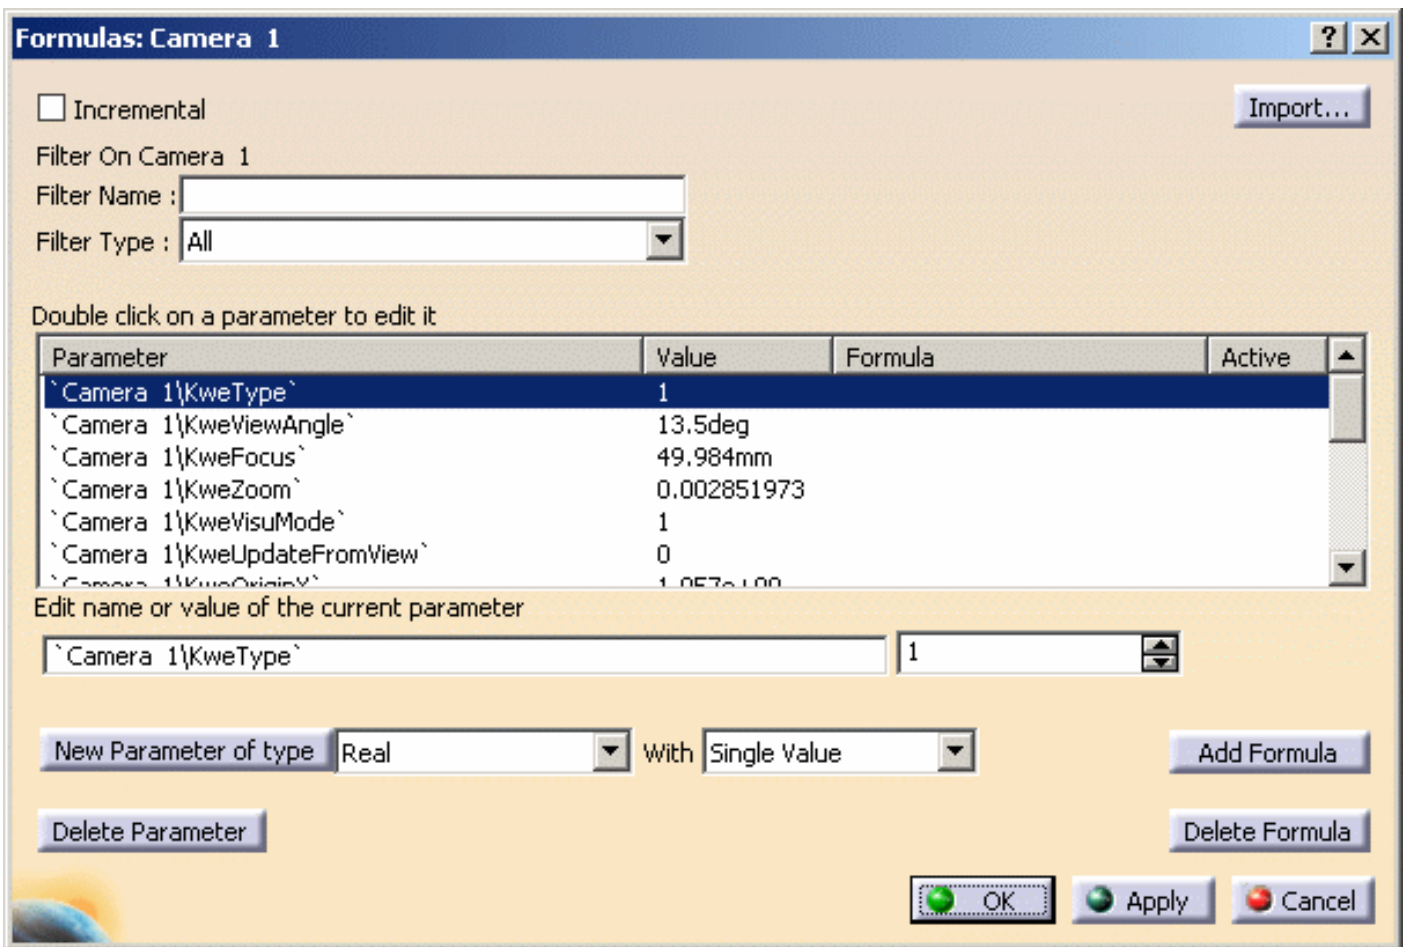 Formulas: Camera 1
Incremental
Import...
Filter On Camera 1
Filter Name :
Filter Type : All
Double click on a parameter to edit it
Parameter Value Formula Active
`Camera 1\KweType` 1
`Camera 1\KweViewAngle` 13.5deg
`Camera 1\KweFocus` 49.984mm
`Camera 1\KweZoom` 0.002851973
`Camera 1\KweVisuMode` 1
`Camera 1\KweUpdateFromView` 0
`Camera
Edit name or value of the current parameter
`Camera 1\KweType` 1
New Parameter of type Real With Single Value Add Formula
Delete Parameter Delete Formula
OK Apply Cancel